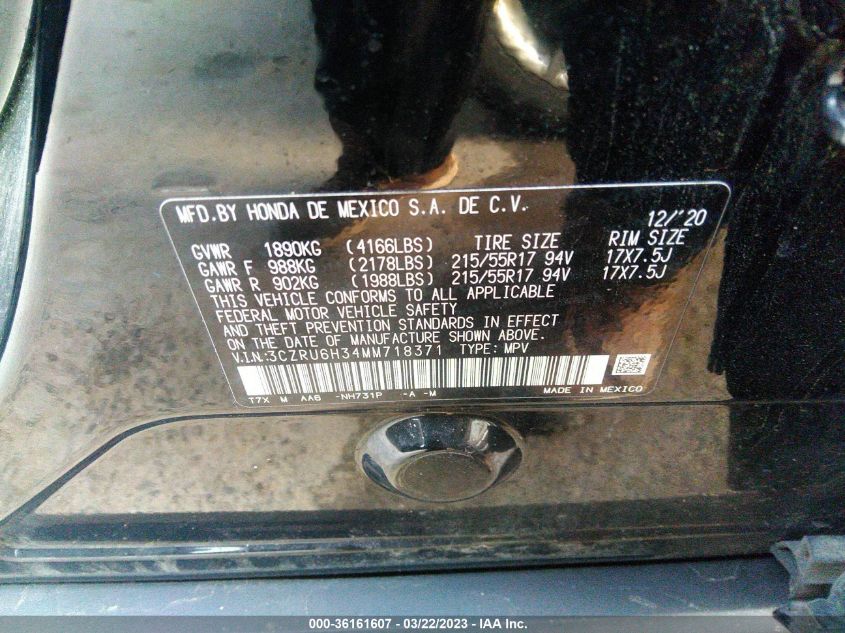 MFD.BY HONDA DE MEXICO S.A. DE C.V. 12/'20
GVWR 1890KG (4166LBS) TIRE SIZE RIM SIZE
GAWR F 988KG (2178LBS) 215/55R17 94V 17X7.5J
GAWR R 902KG (1988LBS) 215/55R17 94V 17X7.5J
THIS VEHICLE CONFORMS TO ALL APPLICABLE
FEDERAL MOTOR VEHICLE SAFETY
AND THEFT PREVENTION STANDARDS IN EFFECT
ON THE DATE OF MANUFACTURE SHOWN ABOVE.
V.I.N:3CZRU6H34MM718371 TYPE: MPV
T7X M AA6 -NH731P -A -M MADE IN MEXICO
000-36161607 - 03/22/2023 - IAA Inc.